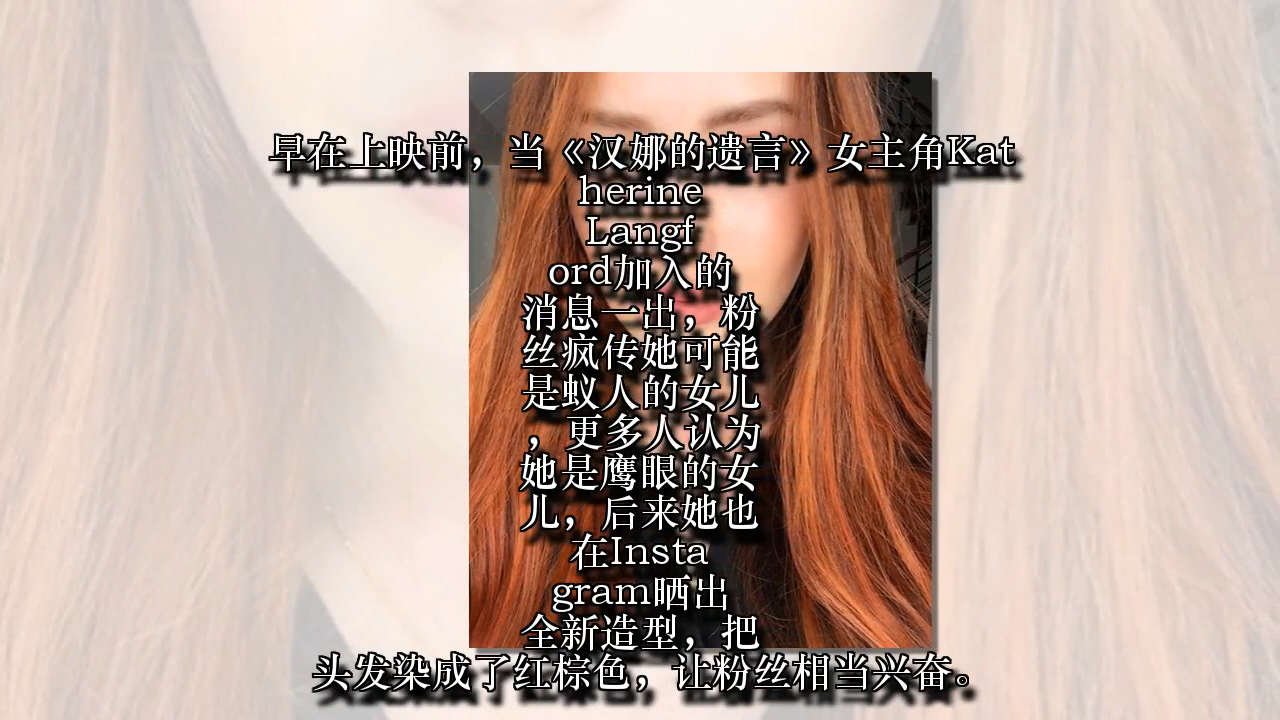 早在上映前，当《汉娜的遗言》女主角Kat
herine
Langf
ord加入的
消息一出，粉
丝疯传她可能
是蚁人的女儿
，更多人认为
她是鹰眼的女
儿，后来她也
在Insta
gram晒出
全新造型，把
头发染成了红棕色，让粉丝相当兴奋。